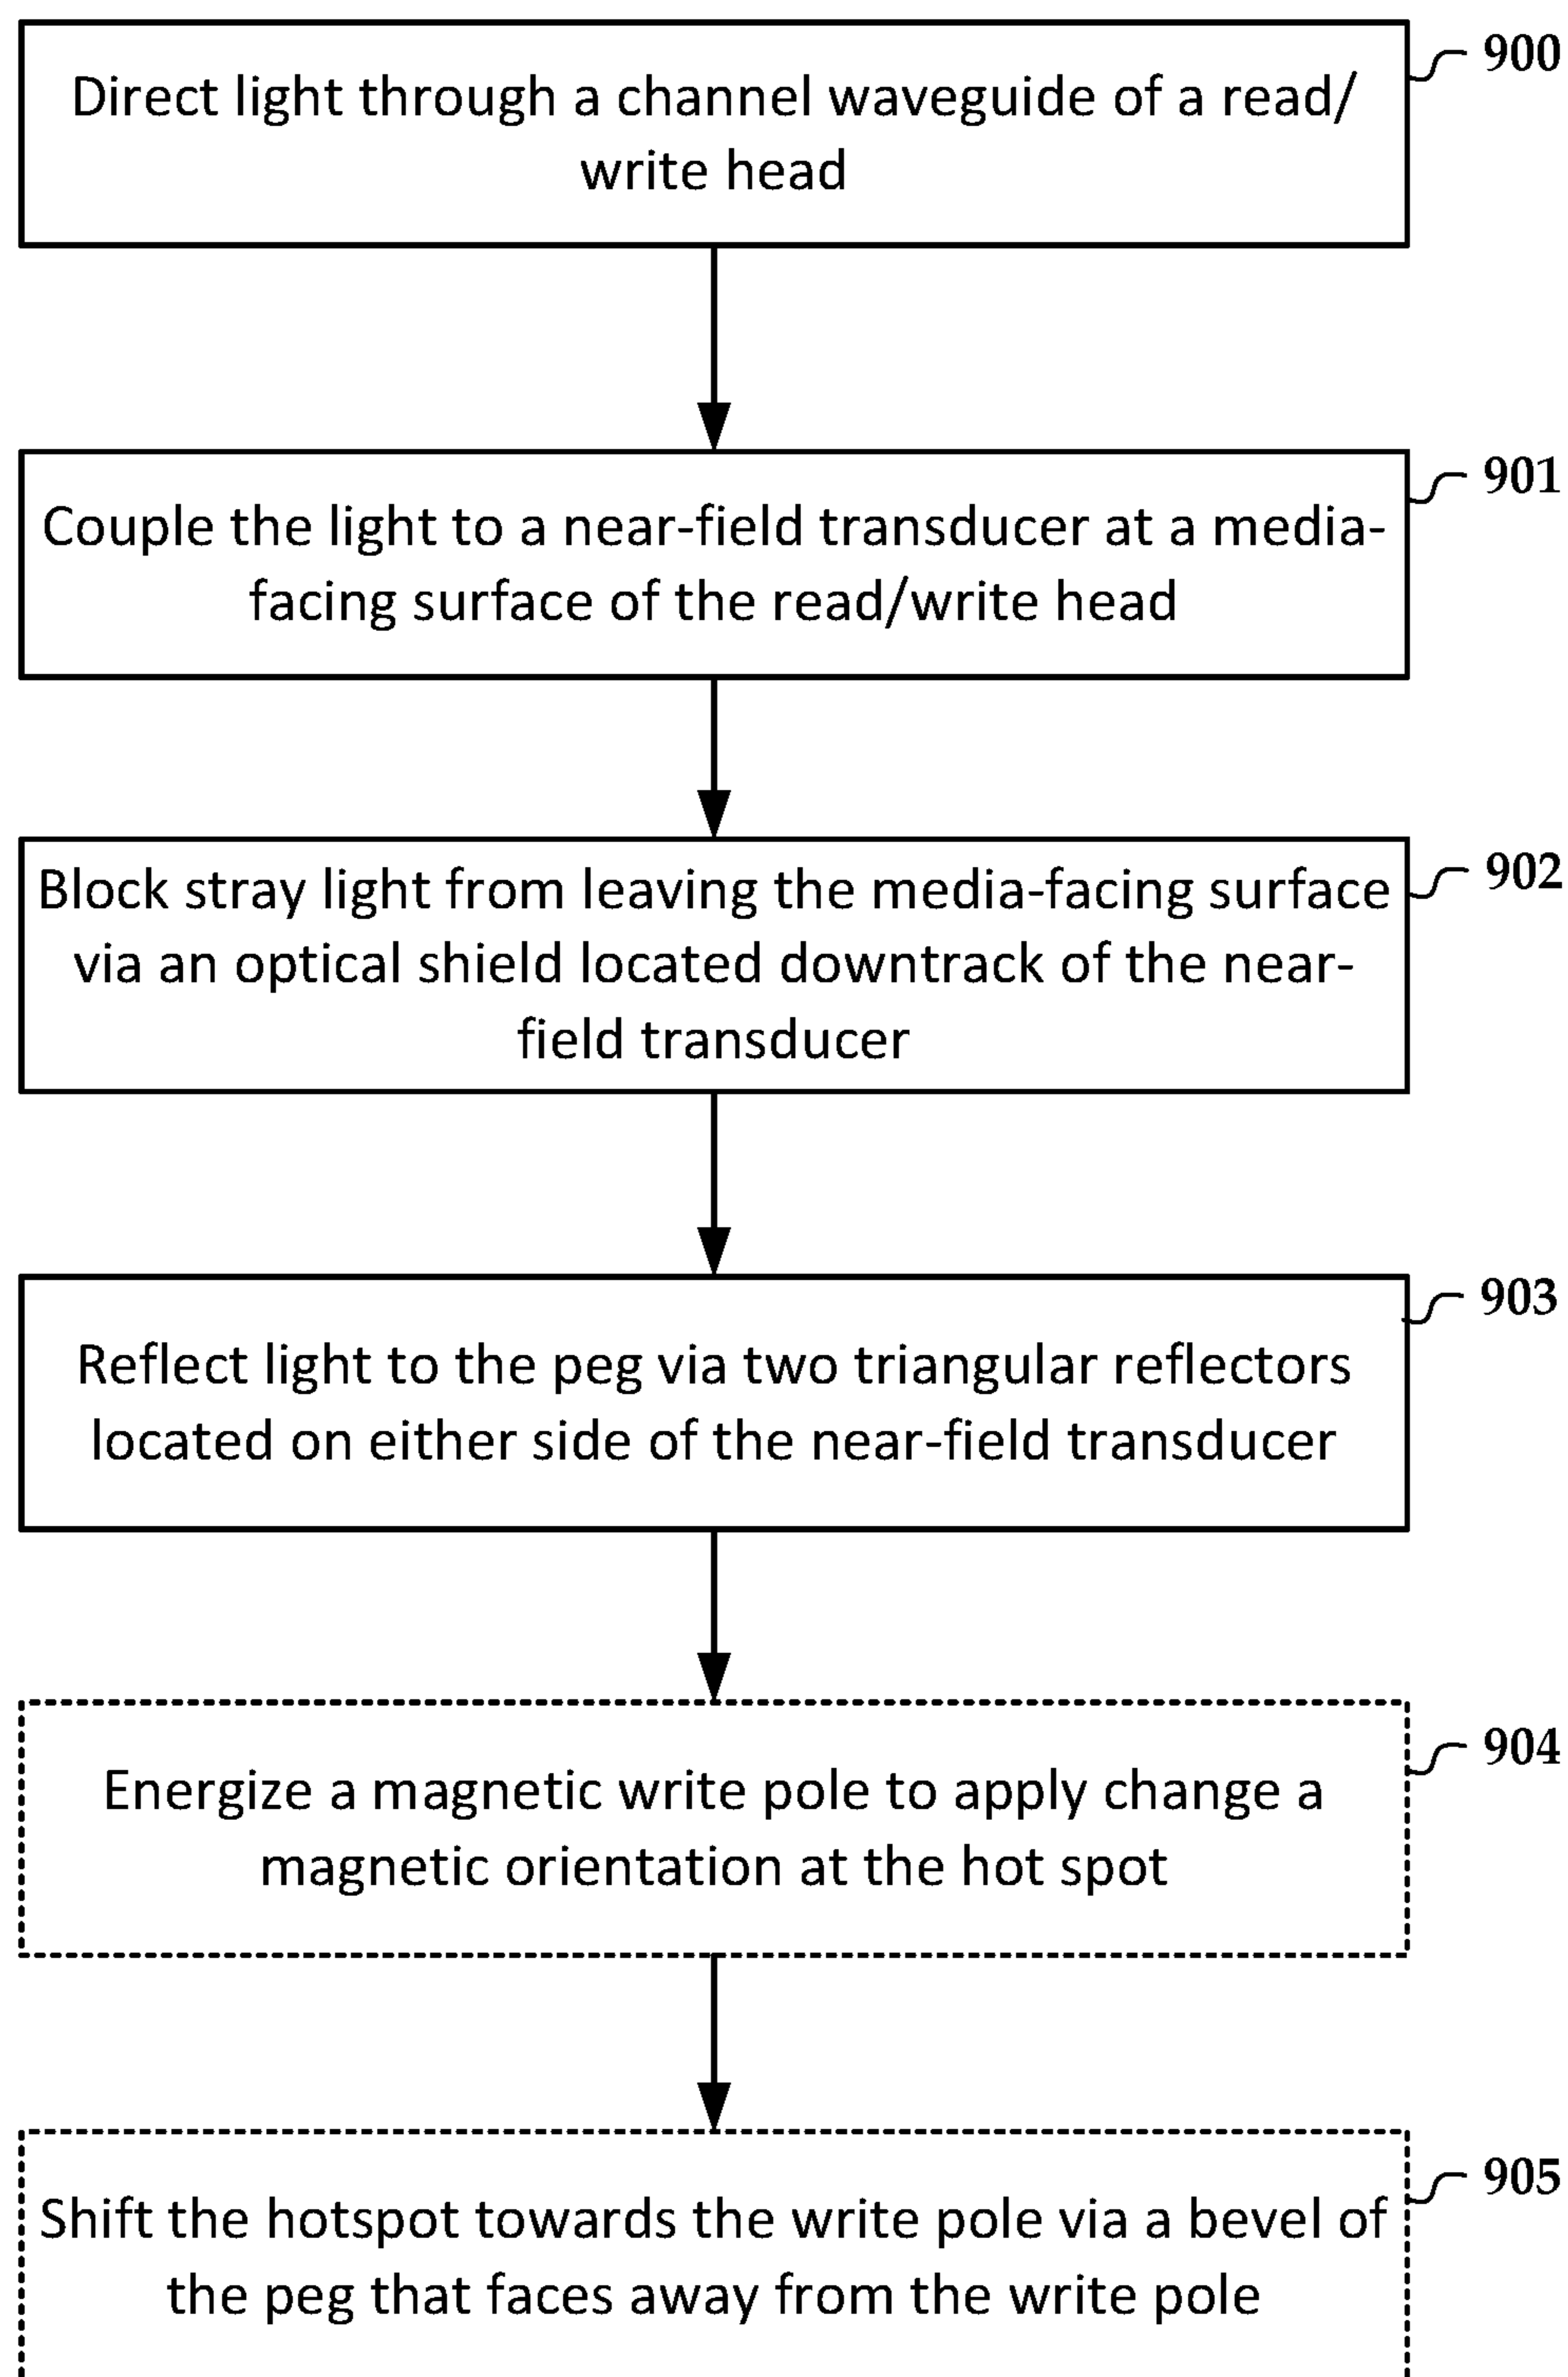 Direct light through a channel waveguide of a read/
write head
900
Couple the light to a near-field transducer at a media-
facing surface of the read/write head
901
Block stray light from leaving the media-facing surface
via an optical shield located downtrack of the near-
field transducer
902
Reflect light to the peg via two triangular reflectors
located on either side of the near-field transducer
903
Energize a magnetic write pole to apply change a
magnetic orientation at the hot spot
904
Shift the hotspot towards the write pole via a bevel of
the peg that faces away from the write pole
905